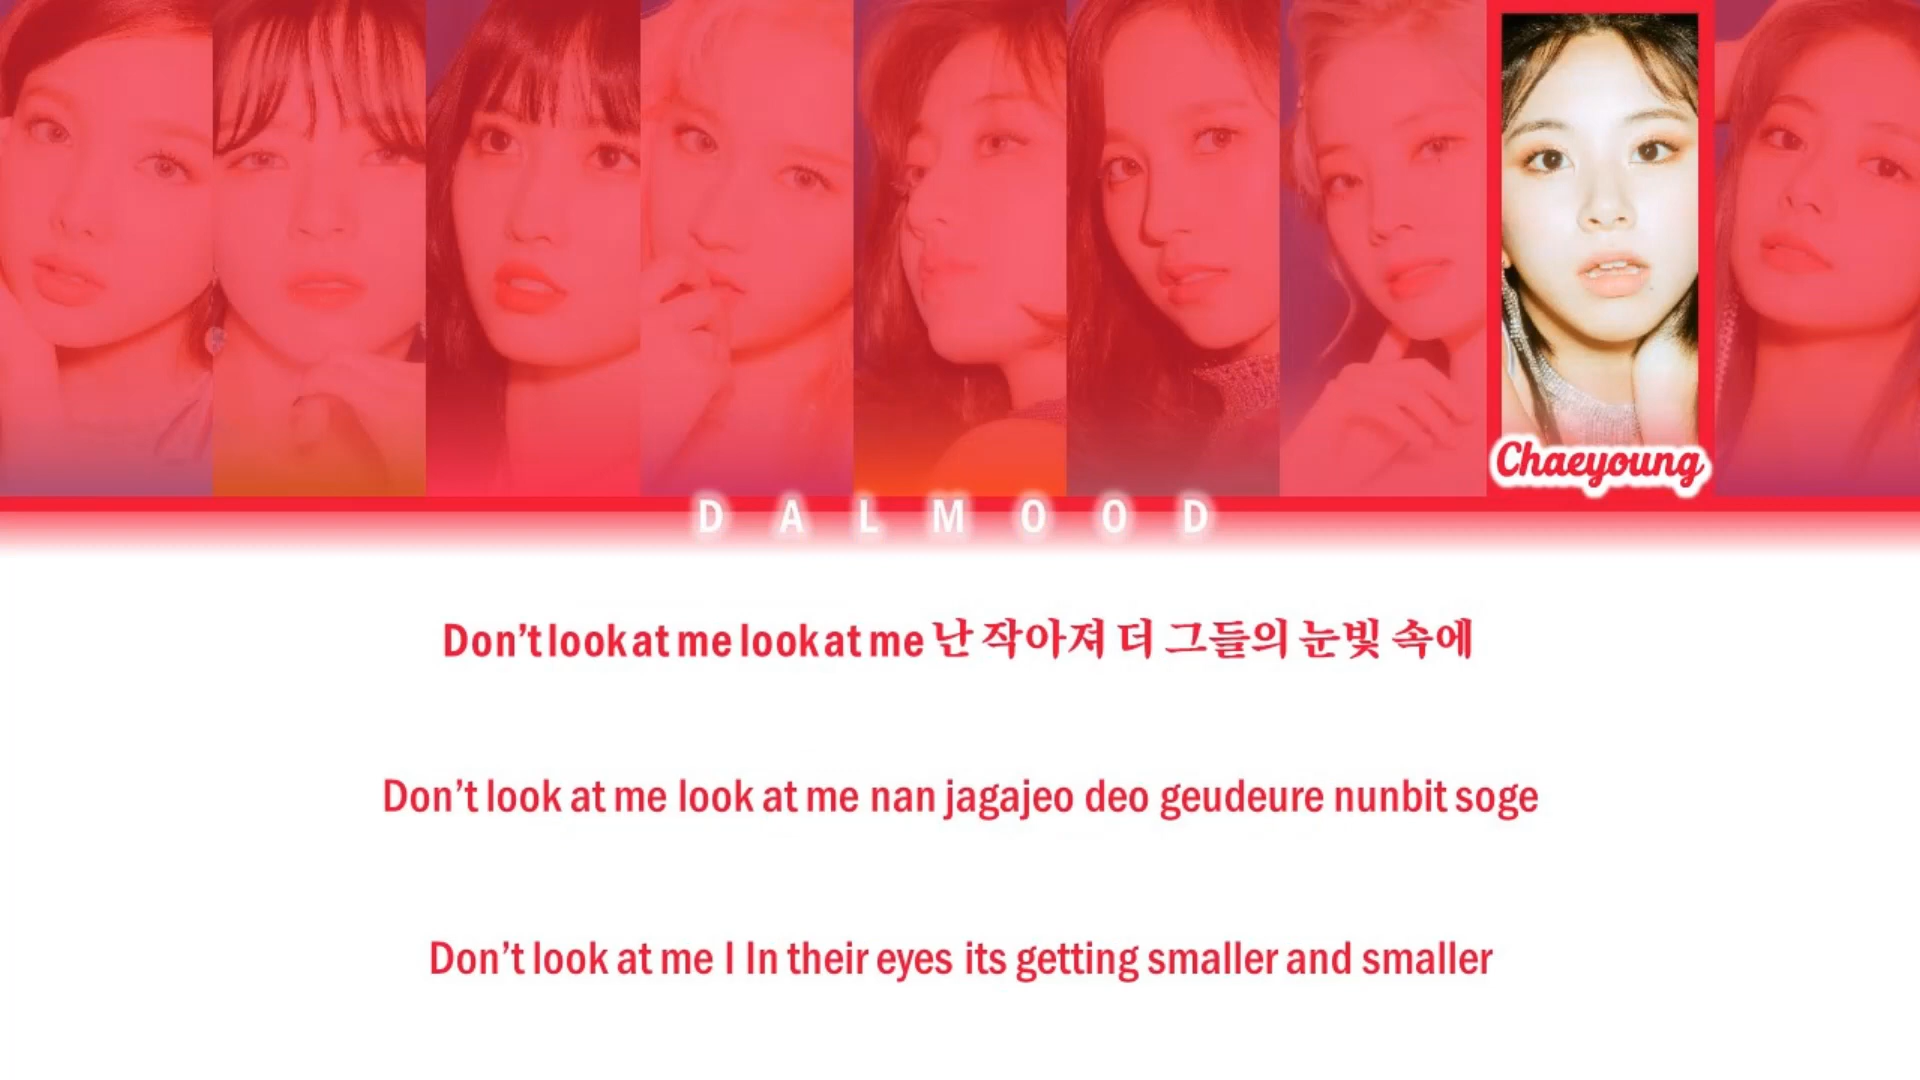 Chaeyoung
D A L M O O D
Don't look at me look at me 난 작아져 더 그들의 눈빛 속에
Don't look at me look at me nan jagajeo deo geudeure nunbit soge
Don't look at me I In their eyes its getting smaller and smaller